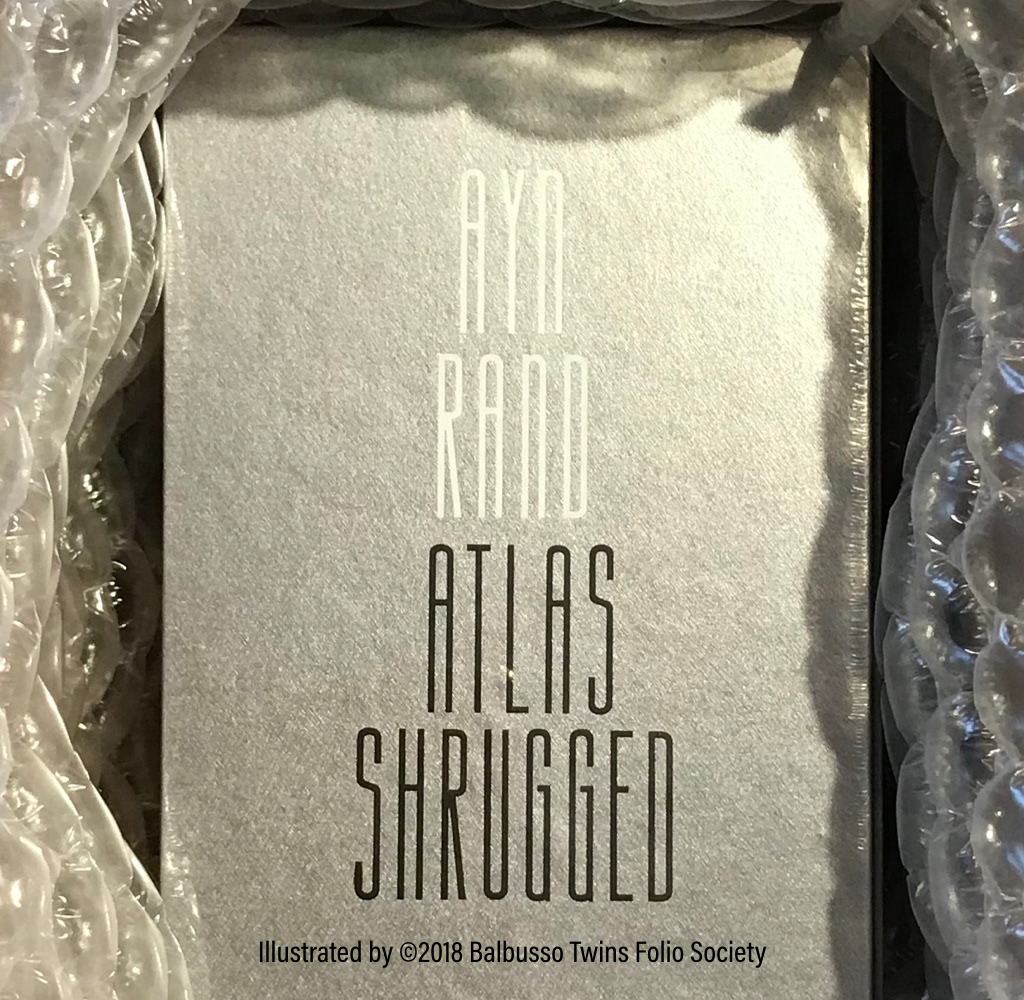 AYN
RAND
ATLAS
SHRUGGED
Illustrated by ©2018 Balbusso Twins Folio Society